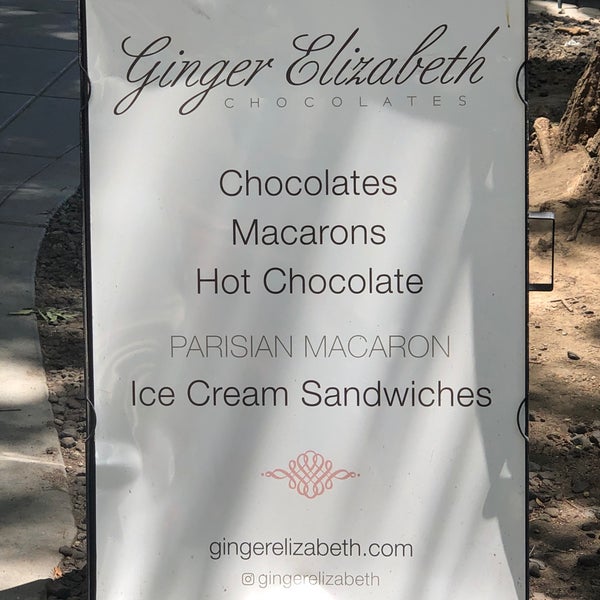 Ginger Elizabeth
CHOCOLATES
Chocolates
Macarons
Hot Chocolate
PARISIAN MACARON
Ice Cream Sandwiches
gingerelizabeth.com
gingerelizabeth